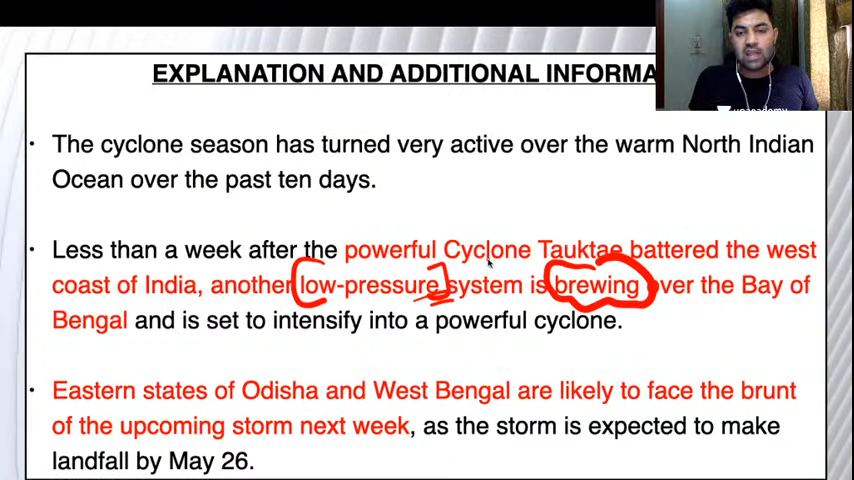 EXPLANATION AND ADDITIONAL INFORMA
unacademy
• The cyclone season has turned very active over the warm North Indian
Ocean over the past ten days.
• Less than a week after the powerful Cyclone Tauktae battered the west
coast of India, another low-pressure system is brewing over the Bay of
Bengal and is set to intensify into a powerful cyclone.
• Eastern states of Odisha and West Bengal are likely to face the brunt
of the upcoming storm next week, as the storm is expected to make
landfall by May 26.